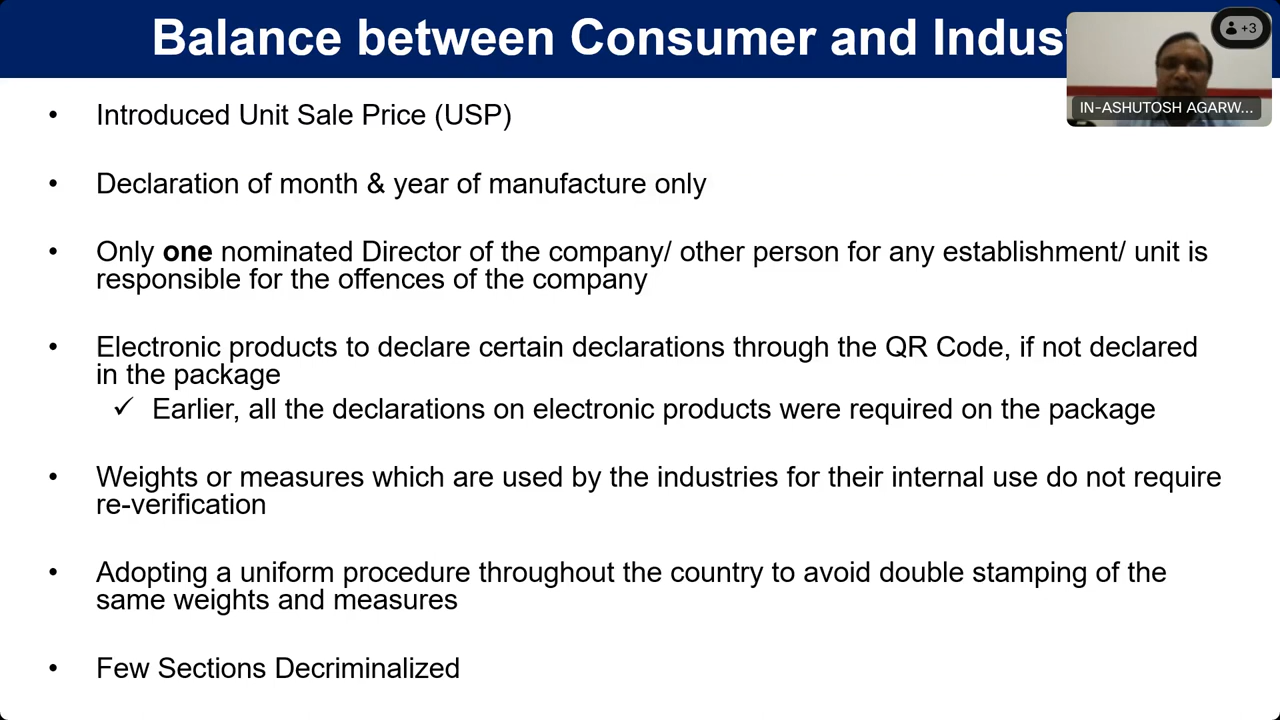 Balance between Consumer and Indus
+3
IN-ASHUTOSH AGARW...
• Introduced Unit Sale Price (USP)
• Declaration of month & year of manufacture only
• Only one nominated Director of the company/ other person for any establishment/ unit is
responsible for the offences of the company
• Electronic products to declare certain declarations through the QR Code, if not declared
in the package
✓ Earlier, all the declarations on electronic products were required on the package
• Weights or measures which are used by the industries for their internal use do not require
re-verification
• Adopting a uniform procedure throughout the country to avoid double stamping of the
same weights and measures
• Few Sections Decriminalized